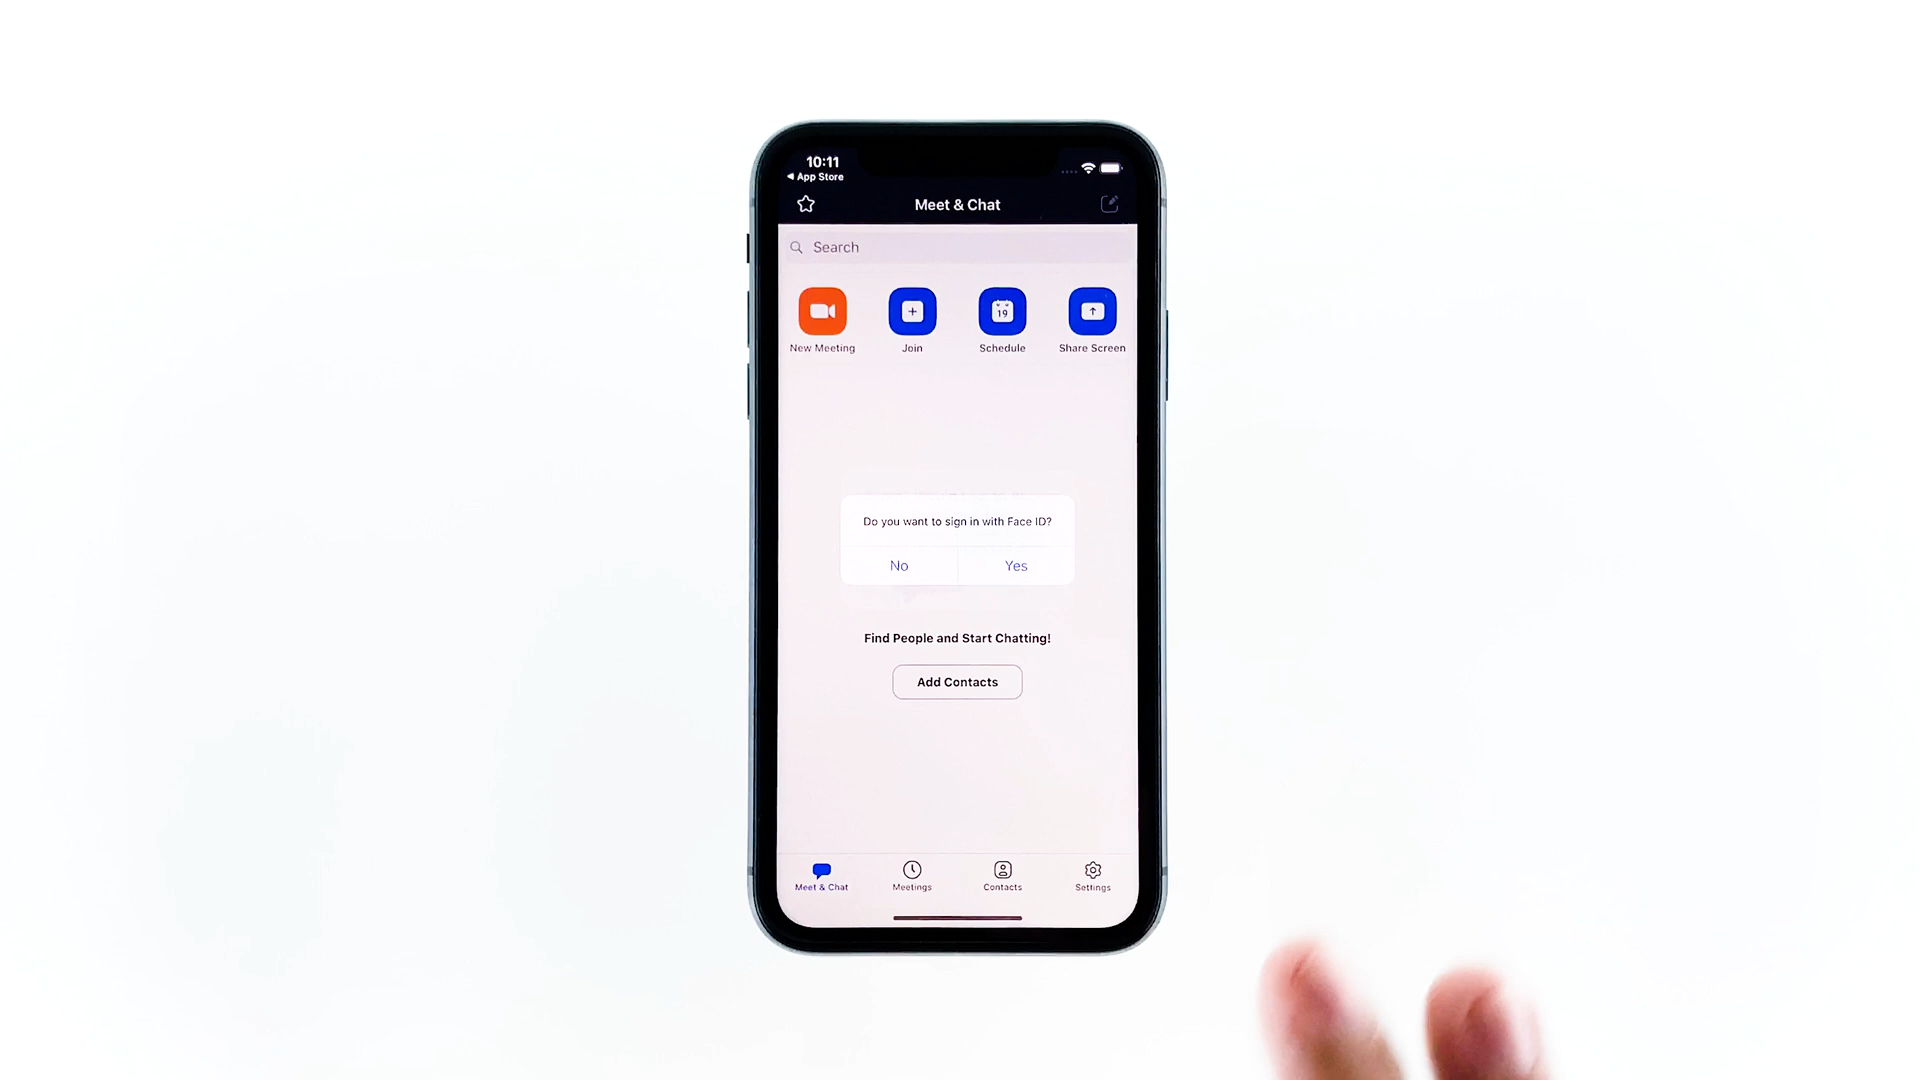 10:11
App Store
Meet & Chat
Search
19
New Meeting
Join
Schedule
Share Screen
Do you want to sign in with Face ID?
No
Yes
Find People and Start Chatting!
Add Contacts
Meet & Chat
Meetings
Contacts
Settings